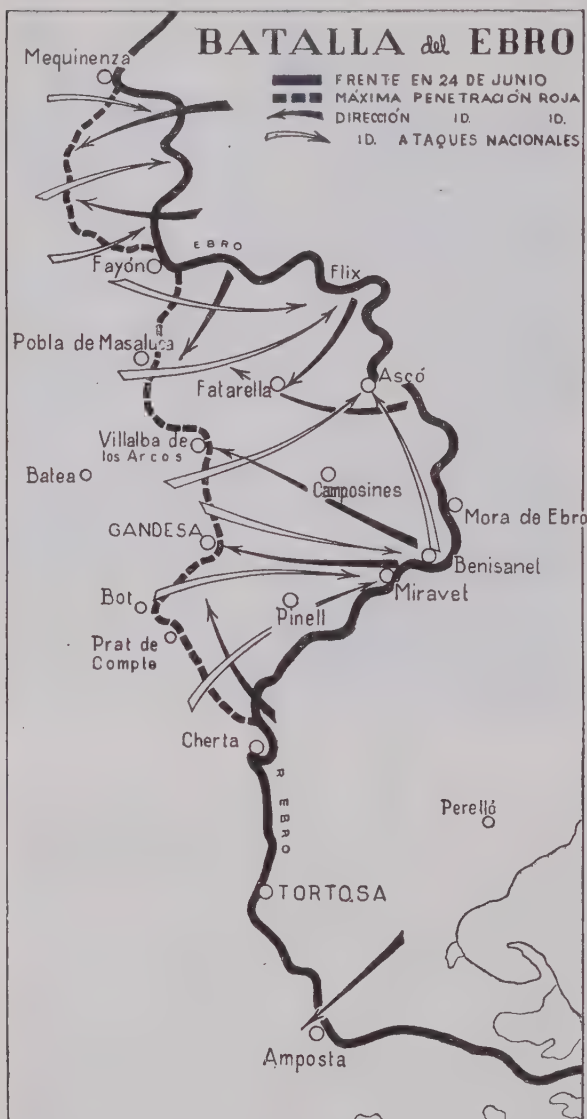 BATALLA del EBRO
FRENTE EN 24 DE JUNIO
MÁXIMA PENETRACIÓN ROJA
DIRECCIÓN ID. ID.
ID. ATAQUES NACIONALES
Mequinenza
EBRO
Fayón
Flix
Pobla de Masaluca
Fatarella
Ascó
Villalba de
los Arcos
Batea
Camposines
Mora de Ebro
GANDESA
Benisanel
Miravet
Bot
Pinell
Prat de
Compte
Cherta
R. EBRO
Perelló
TORTOSA
Amposta